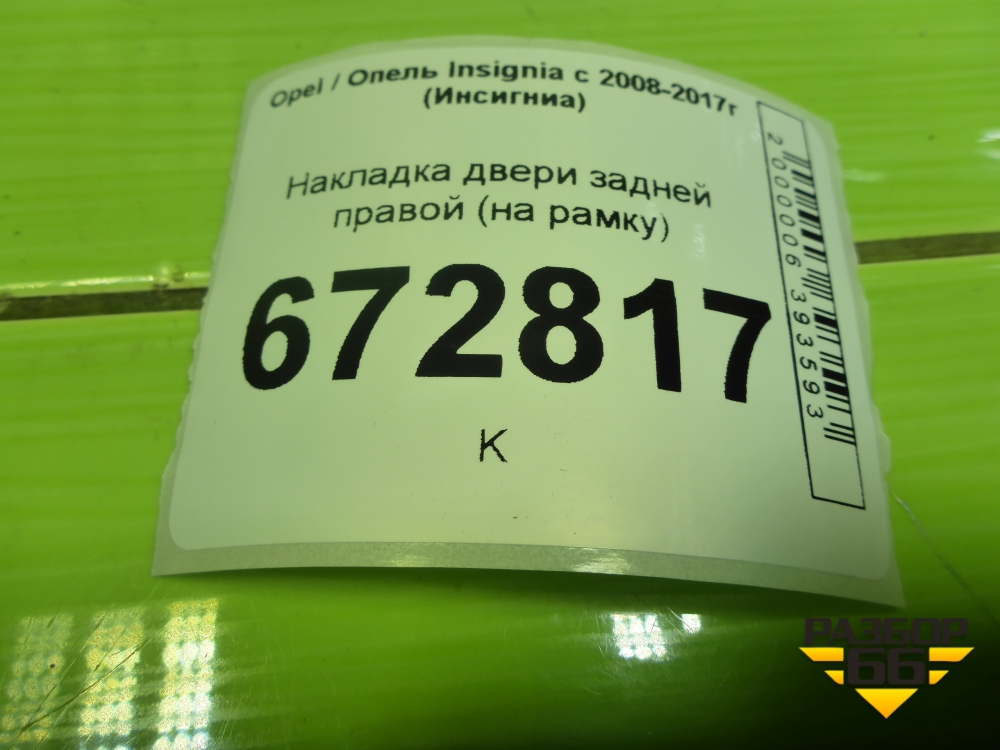 Opel / Опель Insignia с 2008-2017г
(Инсигниа)
Накладка двери задней
правой (на рамку)
672817
К
2000006393593
РАЗБОР
66